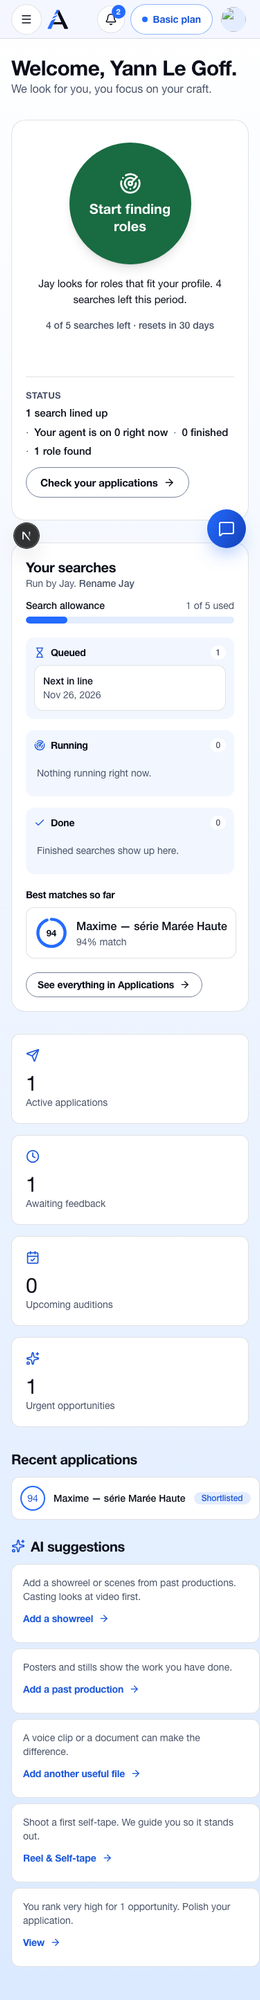 A
2
Basic plan
Welcome, Yann Le Goff.
We look for you, you focus on your craft.
Start finding
roles
Jay looks for roles that fit your profile. 4
searches left this period.
4 of 5 searches left · resets in 30 days
STATUS
1 search lined up
· Your agent is on 0 right now · 0 finished
· 1 role found
Check your applications →
N
Your searches
Run by Jay. Rename Jay
Search allowance 1 of 5 used
Queued 1
Next in line
Nov 26, 2026
Running 0
Nothing running right now.
Done 0
Finished searches show up here.
Best matches so far
94 Maxime — série Marée Haute
94% match
See everything in Applications →
1
Active applications
1
Awaiting feedback
0
Upcoming auditions
1
Urgent opportunities
Recent applications
94 Maxime — série Marée Haute Shortlisted
AI suggestions
Add a showreel or scenes from past productions.
Casting looks at video first.
Add a showreel →
Posters and stills show the work you have done.
Add a past production →
A voice clip or a document can make the
difference.
Add another useful file →
Shoot a first self-tape. We guide you so it stands
out.
Reel & Self-tape →
You rank very high for 1 opportunity. Polish your
application.
View →